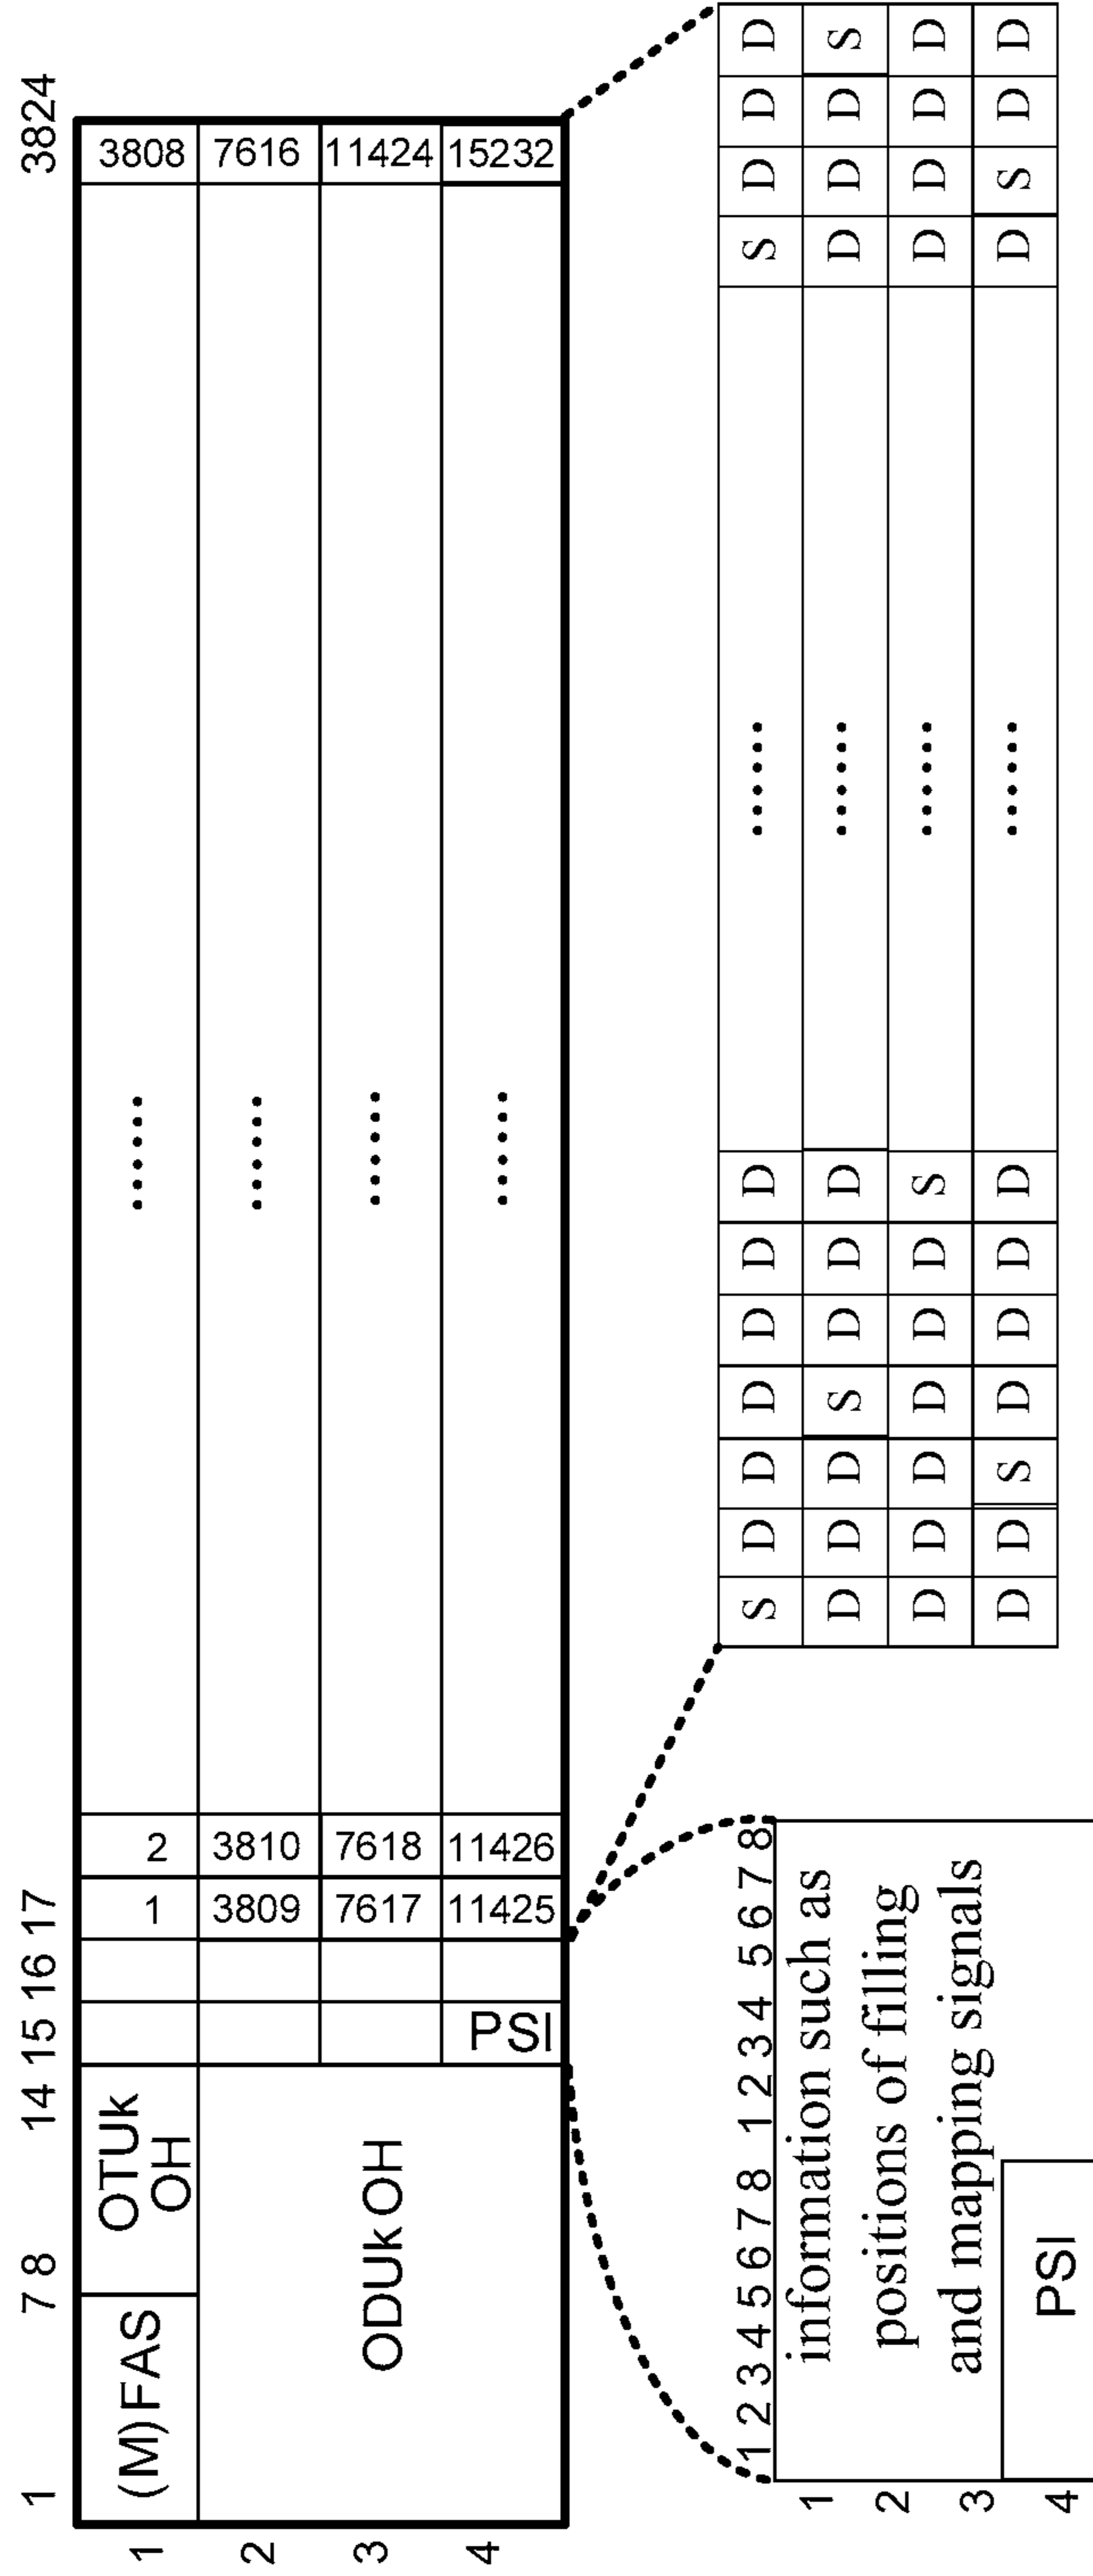 1 7 8 14 15 16 17 3824
1 (M)FAS OTUk 1 2 ...... 3808
OH
2 3809 3810 ...... 7616
3 ODUk OH 7617 7618 ...... 11424
4 PSI 11425 11426 ...... 15232
1 2 3 4 5 6 7 8 1 2 3 4 5 6 7 8
1 information such as
2 positions of filling
3 and mapping signals
4 PSI
S D D D D D D ...... S D D D
D D D S D D D ...... D D D S
D D D D D D S ...... D D D D
D D S D D D D ...... D S D D